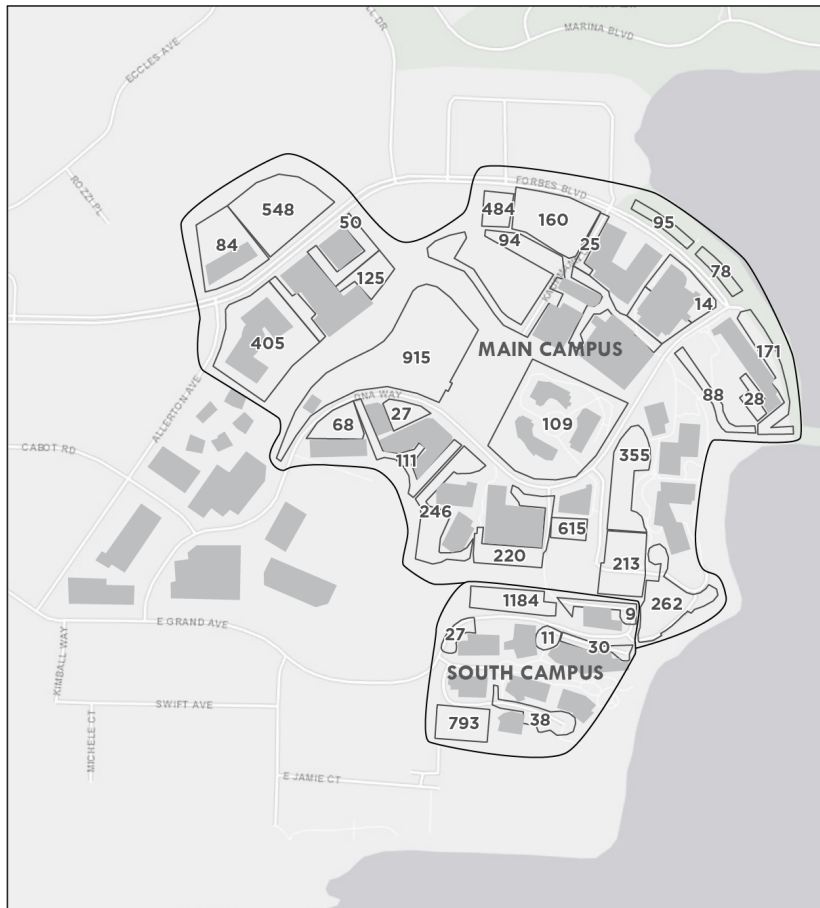 MARINA BLVD
ECCLES AVE
LL DR
ROZZI PL
FORBES BLVD
548
50
84
484
160
95
94
25
78
125
14
405
915
MAIN CAMPUS
171
ALLERTON AVE
DNA WAY
88
28
27
109
68
CABOT RD
111
355
246
615
220
213
1184
9
262
E GRAND AVE
27
11
30
KIMBALL WAY
SOUTH CAMPUS
SWIFT AVE
793
38
MICHELE CT
E JAMIE CT